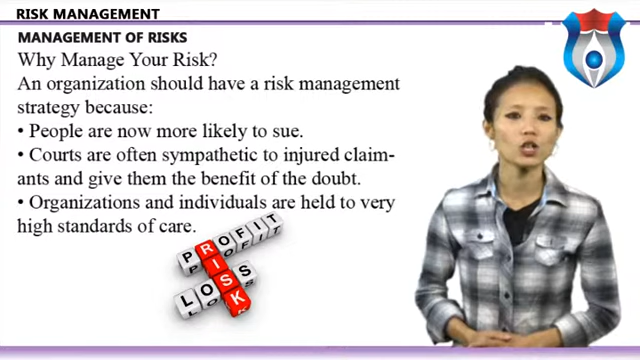 RISK MANAGEMENT
MANAGEMENT OF RISKS
Why Manage Your Risk?
An organization should have a risk management
strategy because:
• People are now more likely to sue.
• Courts are often sympathetic to injured claim-
ants and give them the benefit of the doubt.
• Organizations and individuals are held to very
high standards of care.
PROFIT
RISK
LOSS